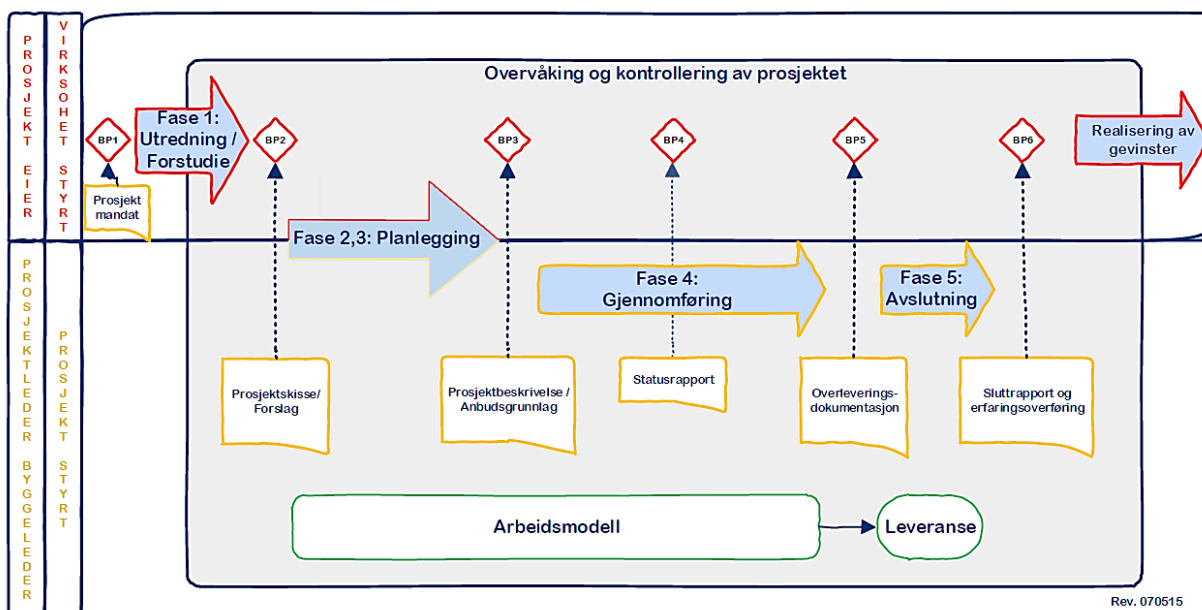 PROSJEKT EIER
VIRKSOHET STYRT
PROSJEKTLEDER BYGGELEDER
PROSJEKT STYRT
Overvåking og kontrollering av prosjektet
BP1
Fase 1:
Utredning /
Forstudie
BP2
BP3
BP4
BP5
BP6
Realisering av
gevinster
Prosjekt
mandat
Fase 2,3: Planlegging
Fase 4:
Gjennomføring
Fase 5:
Avslutning
Prosjektskisse/
Forslag
Prosjektbeskrivelse /
Anbudsgrunnlag
Statusrapport
Overleverings-
dokumentasjon
Sluttrapport og
erfaringsoverføring
Arbeidsmodell
Leveranse
Rev. 070515